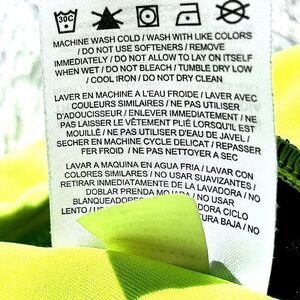 30C
MACHINE WASH COLD / WASH WITH LIKE COLORS
/ DO NOT USE SOFTENERS / REMOVE
IMMEDIATELY / DO NOT ALLOW TO LAY ON ITSELF
WHEN WET / DO NOT BLEACH / TUMBLE DRY LOW
/ COOL IRON / DO NOT DRY CLEAN
LAVER EN MACHINE A L'EAU FROIDE / LAVER AVEC
COULEURS SIMILAIRES / NE PAS UTILISER
D'ADOUCISSEUR / ENLEVER IMMÉDIATEMENT / NE
PAS LAISSER LE VÊTEMENT PLIÉ LORSQU'IL EST
MOUILLÉ / NE PAS UTILISER D'EAU DE JAVEL /
SECHER EN MACHINE CYCLE DELICAT / REPASSER
FER FROID / NE PAS NETTOYER A SEC
LAVAR A MAQUINA EN AGUA FRIA / LAVAR CON
COLORES SIMILARES / NO USAR SUAVIZANTES /
RETIRAR INMEDIATAMENTE DE LA LAVADORA / NO
DOBLAR PRENDA MOJADA / NO USAR
BLANQUEADORES CICLO
LENTO / BAJA / NO